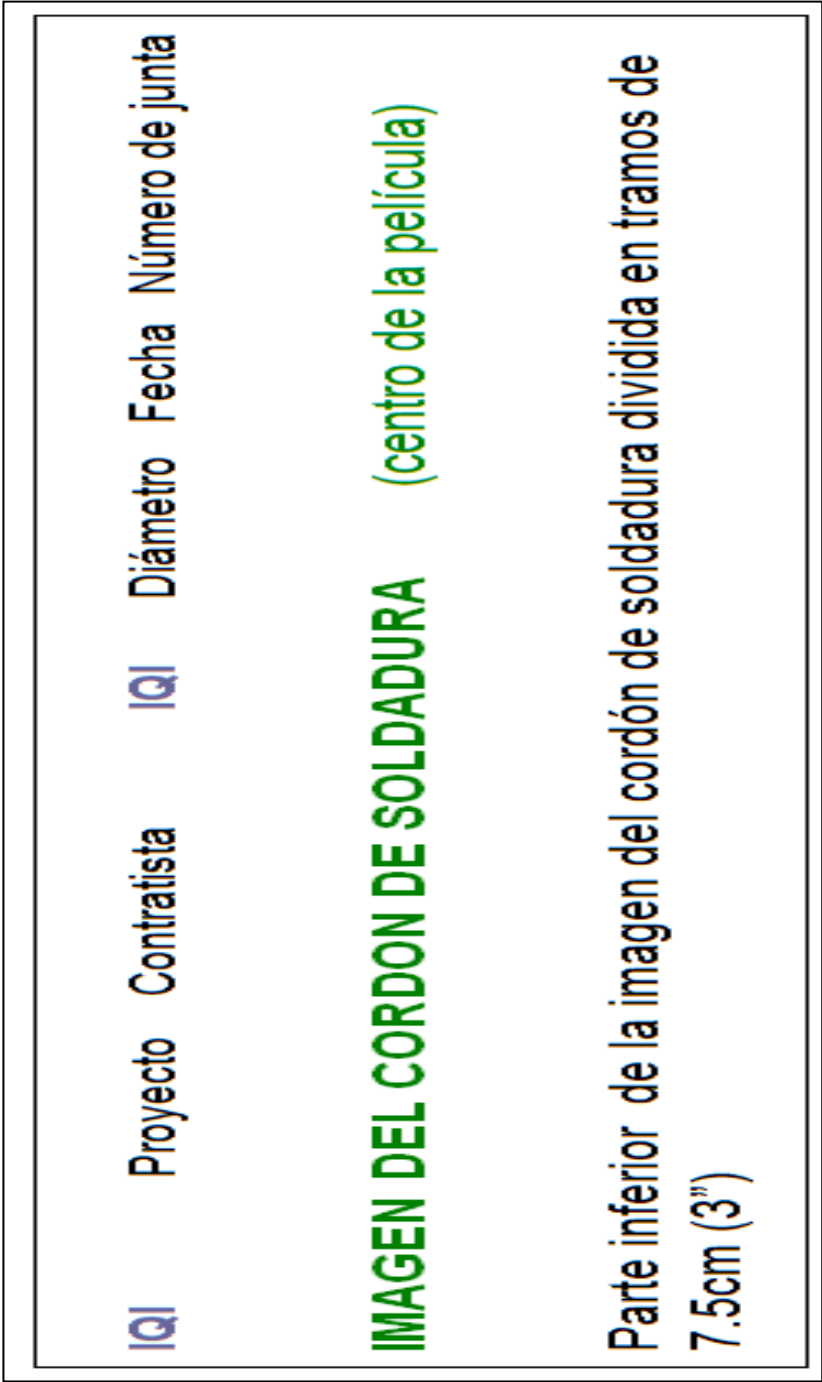 IQI Proyecto Contratista IQI Diámetro Fecha Número de junta
IMAGEN DEL CORDON DE SOLDADURA (centro de la película)
Parte inferior de la imagen del cordón de soldadura dividida en tramos de
7.5cm (3”)